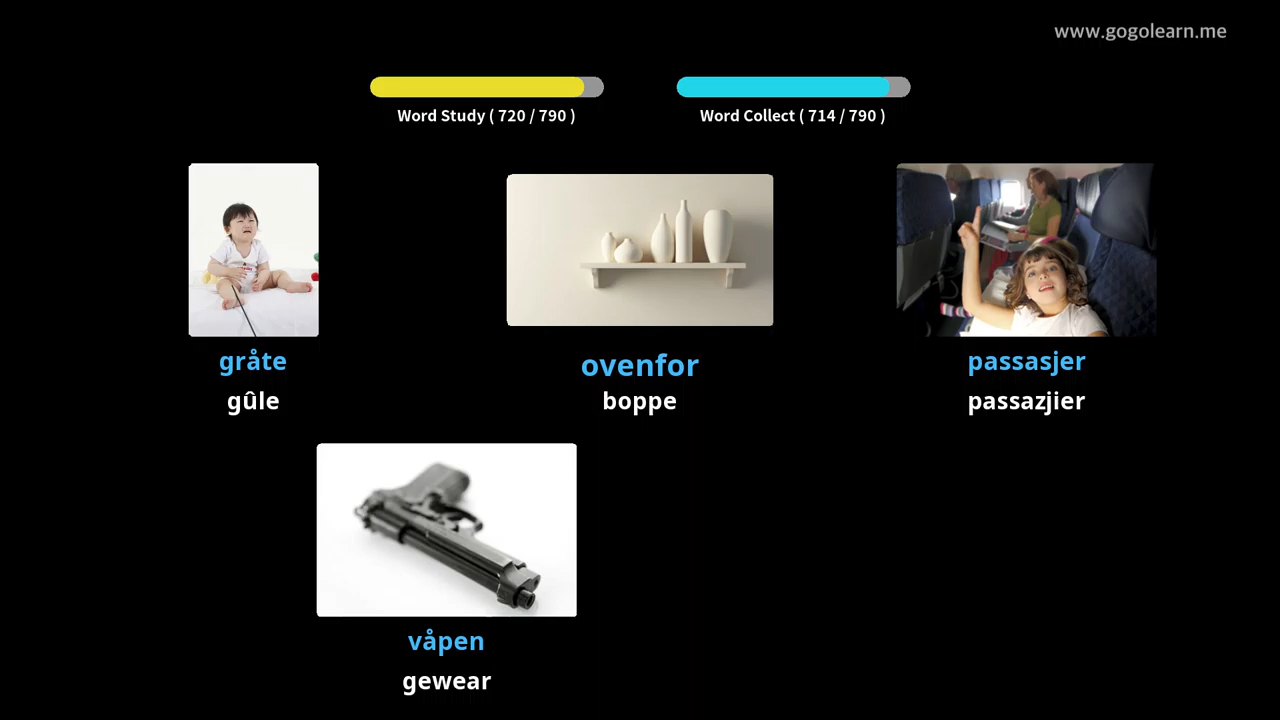 www.gogolearn.me
Word Study ( 720 / 790 )
Word Collect ( 714 / 790 )
gråte
gûle
ovenfor
boppe
passasjer
passazjier
våpen
gewear